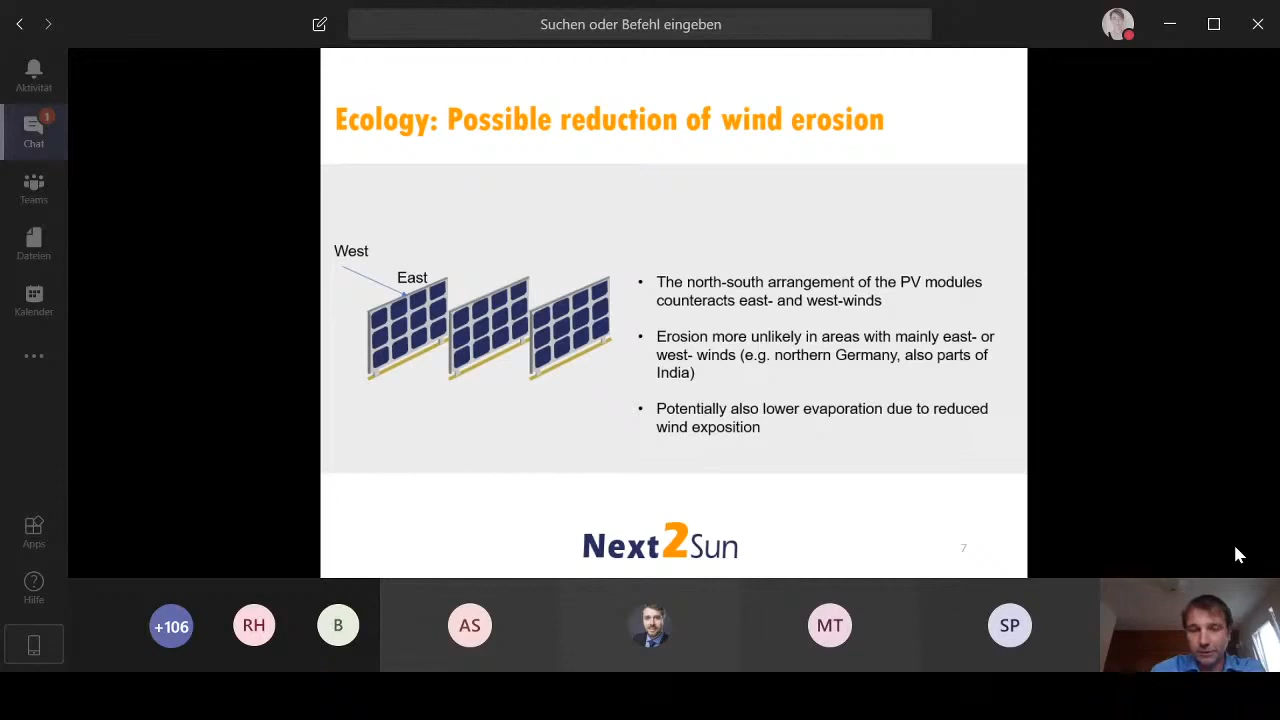 Suchen oder Befehl eingeben
Aktivität
1
Chat
Teams
Dateien
Kalender
Apps
Hilfe
Ecology: Possible reduction of wind erosion
West
East
• The north-south arrangement of the PV modules
counteracts east- and west-winds
• Erosion more unlikely in areas with mainly east- or
west- winds (e.g. northern Germany, also parts of
India)
• Potentially also lower evaporation due to reduced
wind exposition
Next2Sun
7
+106
RH
B
AS
MT
SP